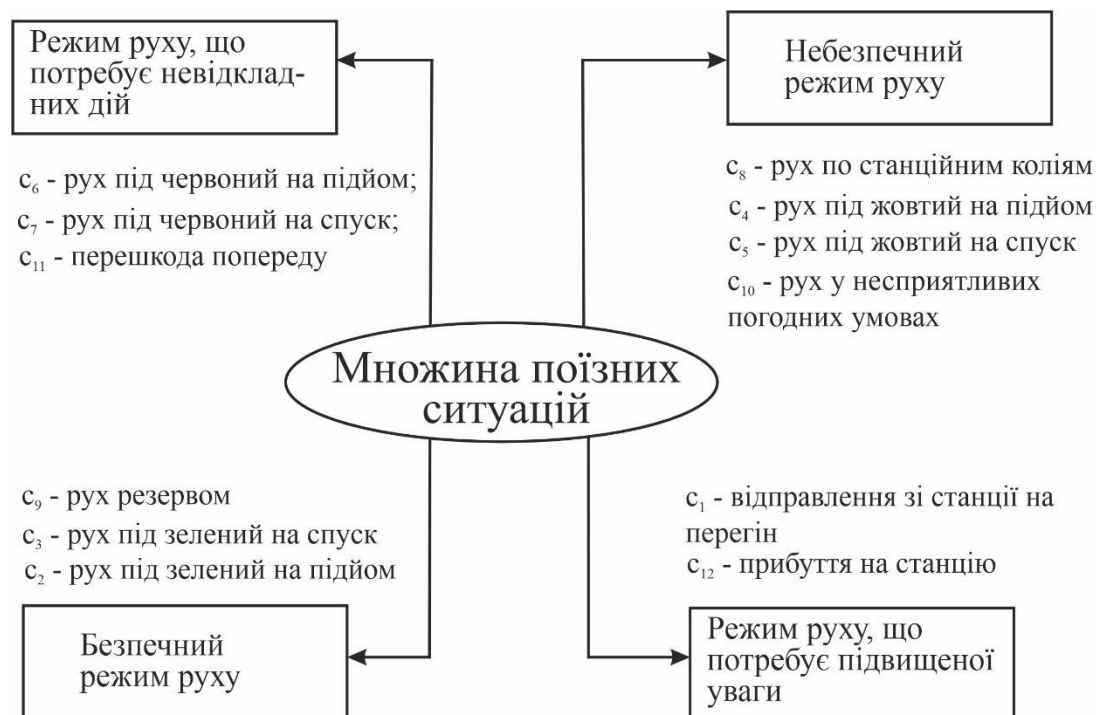 Режим руху, що
потребує невідклад-
них дій
Небезпечний
режим руху
c₆ - рух під червоний на підйом;
c₇ - рух під червоний на спуск;
c₁₁ - перешкода попереду
c₈ - рух по станційним коліям
c₄ - рух під жовтий на підйом
c₅ - рух під жовтий на спуск
c₁₀ - рух у несприятливих
погодних умовах
Множина поїзних
ситуацій
c₉ - рух резервом
c₃ - рух під зелений на спуск
c₂ - рух під зелений на підйом
c₁ - відправлення зі станції на
перегін
c₁₂ - прибуття на станцію
Безпечний
режим руху
Режим руху, що
потребує підвищеної
уваги